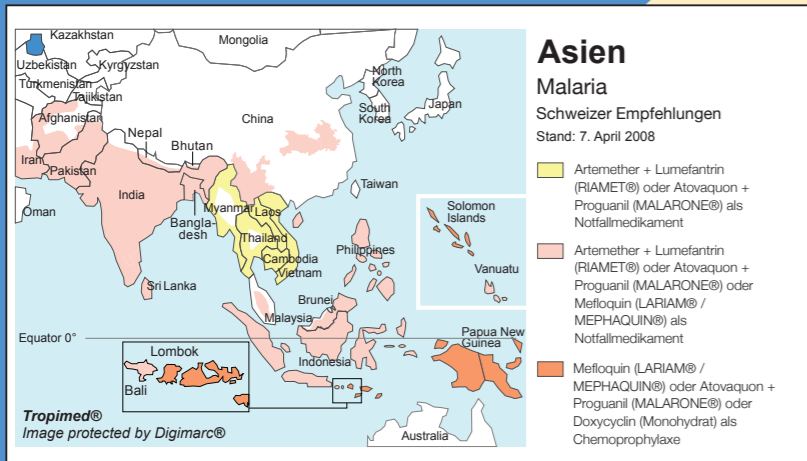 Asien
Malaria
Schweizer Empfehlungen
Stand: 7. April 2008
Artemether + Lumefantrin
(RIAMET®) oder Atovaquon +
Proguanil (MALARONE®) als
Notfallmedikament
Artemether + Lumefantrin
(RIAMET®) oder Atovaquon +
Proguanil (MALARONE®) oder
Mefloquin (LARIAM® /
MEPHAQUIN®) als
Notfallmedikament
Mefloquin (LARIAM® /
MEPHAQUIN®) oder Atovaquon +
Proguanil (MALARONE®) oder
Doxycyclin (Monohydrat) als
Chemoprophylaxe
Kazakhstan
Mongolia
Uzbekistan
Kyrgyzstan
Turkmenistan
Tajikistan
North
Korea
South
Korea
Japan
China
Afghanistan
Nepal
Bhutan
Iran
Pakistan
India
Taiwan
Oman
Bangla-
desh
Myanmar
Laos
Thailand
Cambodia
Vietnam
Philippines
Solomon
Islands
Vanuatu
Sri Lanka
Brunei
Malaysia
Equator 0°
Papua New
Guinea
Indonesia
Lombok
Bali
Australia
Tropimed®
Image protected by Digimarc®